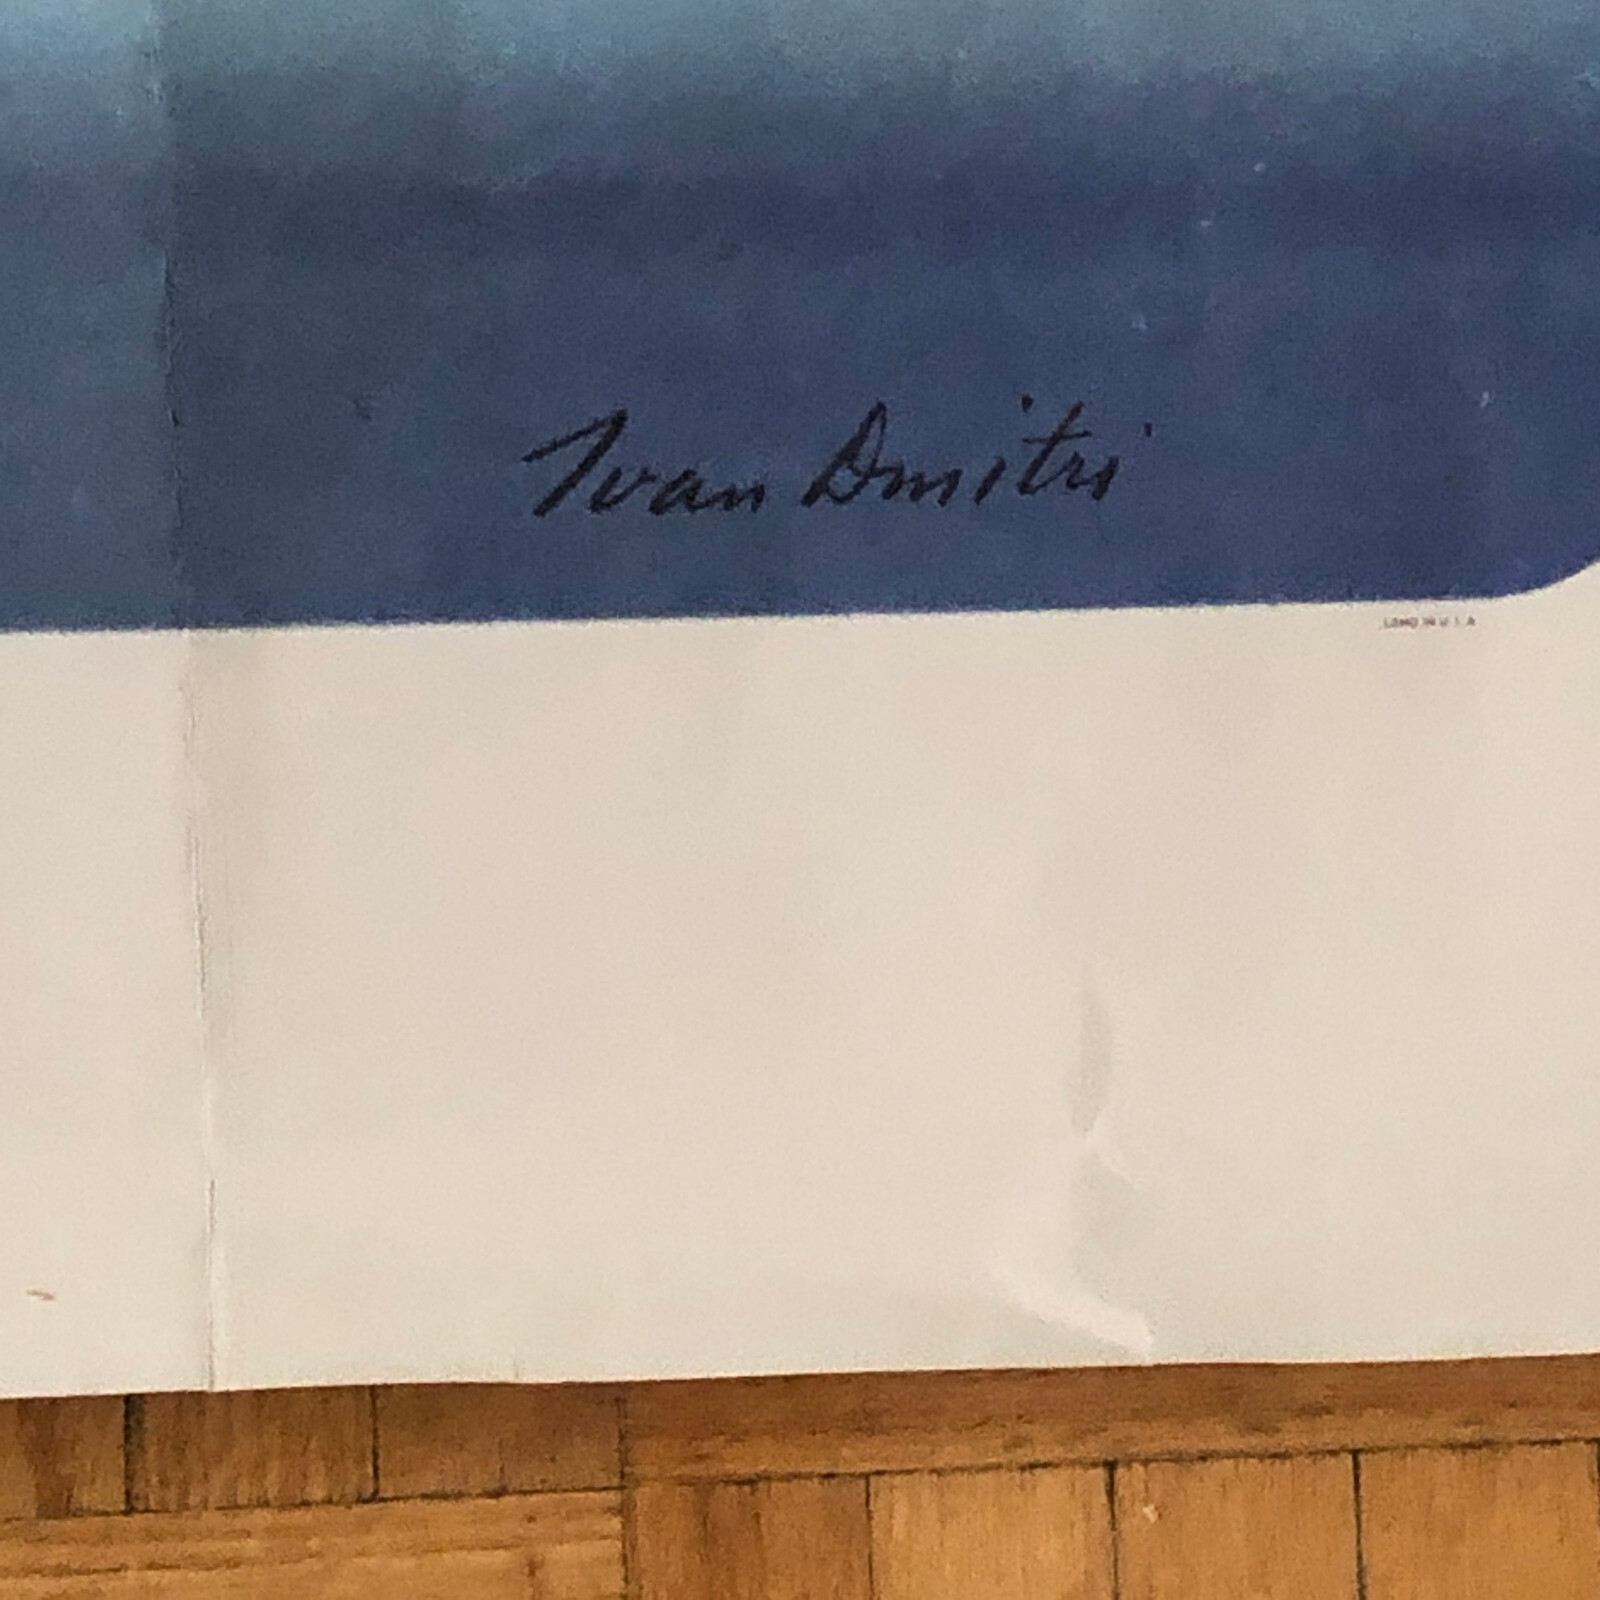 Ivan Dmitri
LITHO IN U.S.A.